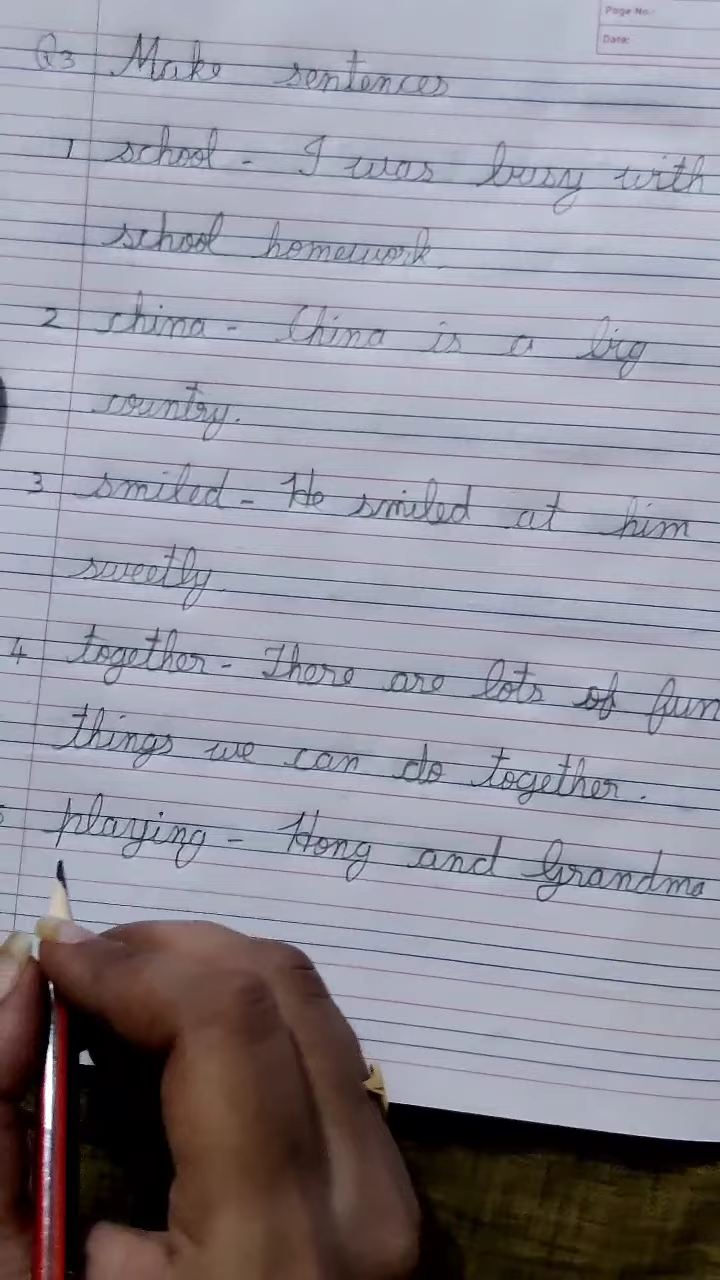 Page No.
Date:
Q3 Make sentences
1 school - I was busy with
school homework.
2 china - China is a big
country.
3 smiled - He smiled at him
sweetly.
4 together - There are lots of fun
things we can do together.
5 playing - Hong and Grandma